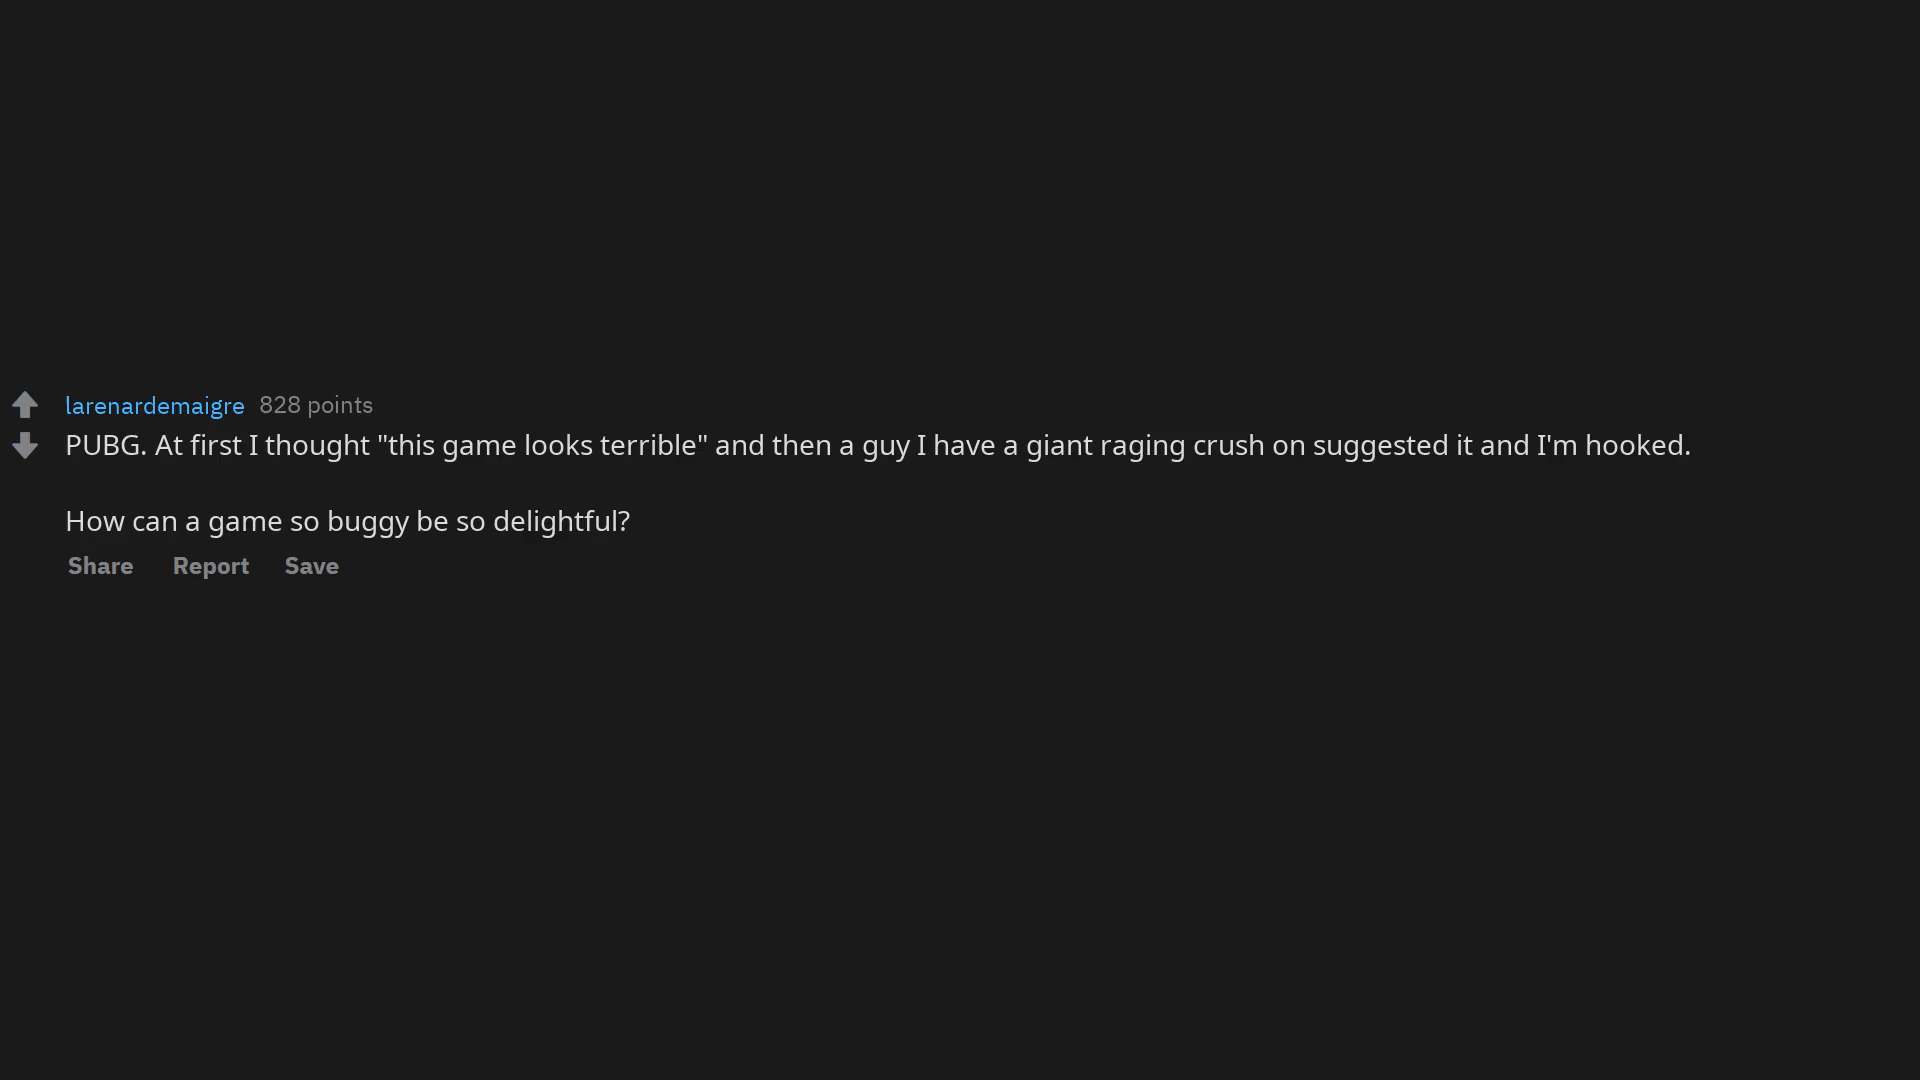 larenardemaigre 828 points
PUBG. At first I thought "this game looks terrible" and then a guy I have a giant raging crush on suggested it and I'm hooked.
How can a game so buggy be so delightful?
Share Report Save